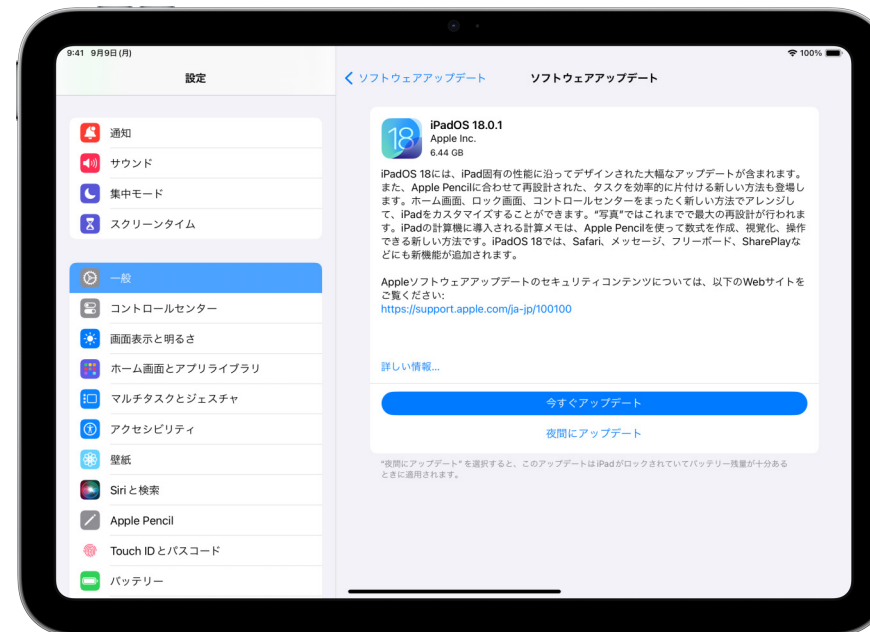 9:41 9月9日(月)
100%
設定
ソフトウェアアップデート
ソフトウェアアップデート
通知
サウンド
集中モード
スクリーンタイム
一般
コントロールセンター
画面表示と明るさ
ホーム画面とアプリライブラリ
マルチタスクとジェスチャ
アクセシビリティ
壁紙
Siriと検索
Apple Pencil
Touch IDとパスコード
バッテリー
18
iPadOS 18.0.1
Apple Inc.
6.44 GB
iPadOS 18には、iPad固有の性能に沿ってデザインされた大幅なアップデートが含まれます。
また、Apple Pencilに合わせて再設計された、タスクを効率的に片付ける新しい方法も登場し
ます。ホーム画面、ロック画面、コントロールセンターをまったく新しい方法でアレンジし
て、iPadをカスタマイズすることができます。“写真”ではこれまでで最大の再設計が行われま
す。iPadの計算機に導入される計算メモは、Apple Pencilを使って数式を作成、視覚化、操作
できる新しい方法です。iPadOS 18では、Safari、メッセージ、フリーボード、SharePlayな
どにも新機能が追加されます。
Appleソフトウェアアップデートのセキュリティコンテンツについては、以下のWebサイトを
ご覧ください:
https://support.apple.com/ja-jp/100100
詳しい情報...
今すぐアップデート
夜間にアップデート
“夜間にアップデート” を選択すると、このアップデートはiPadがロックされていてバッテリー残量が十分ある
ときに適用されます。